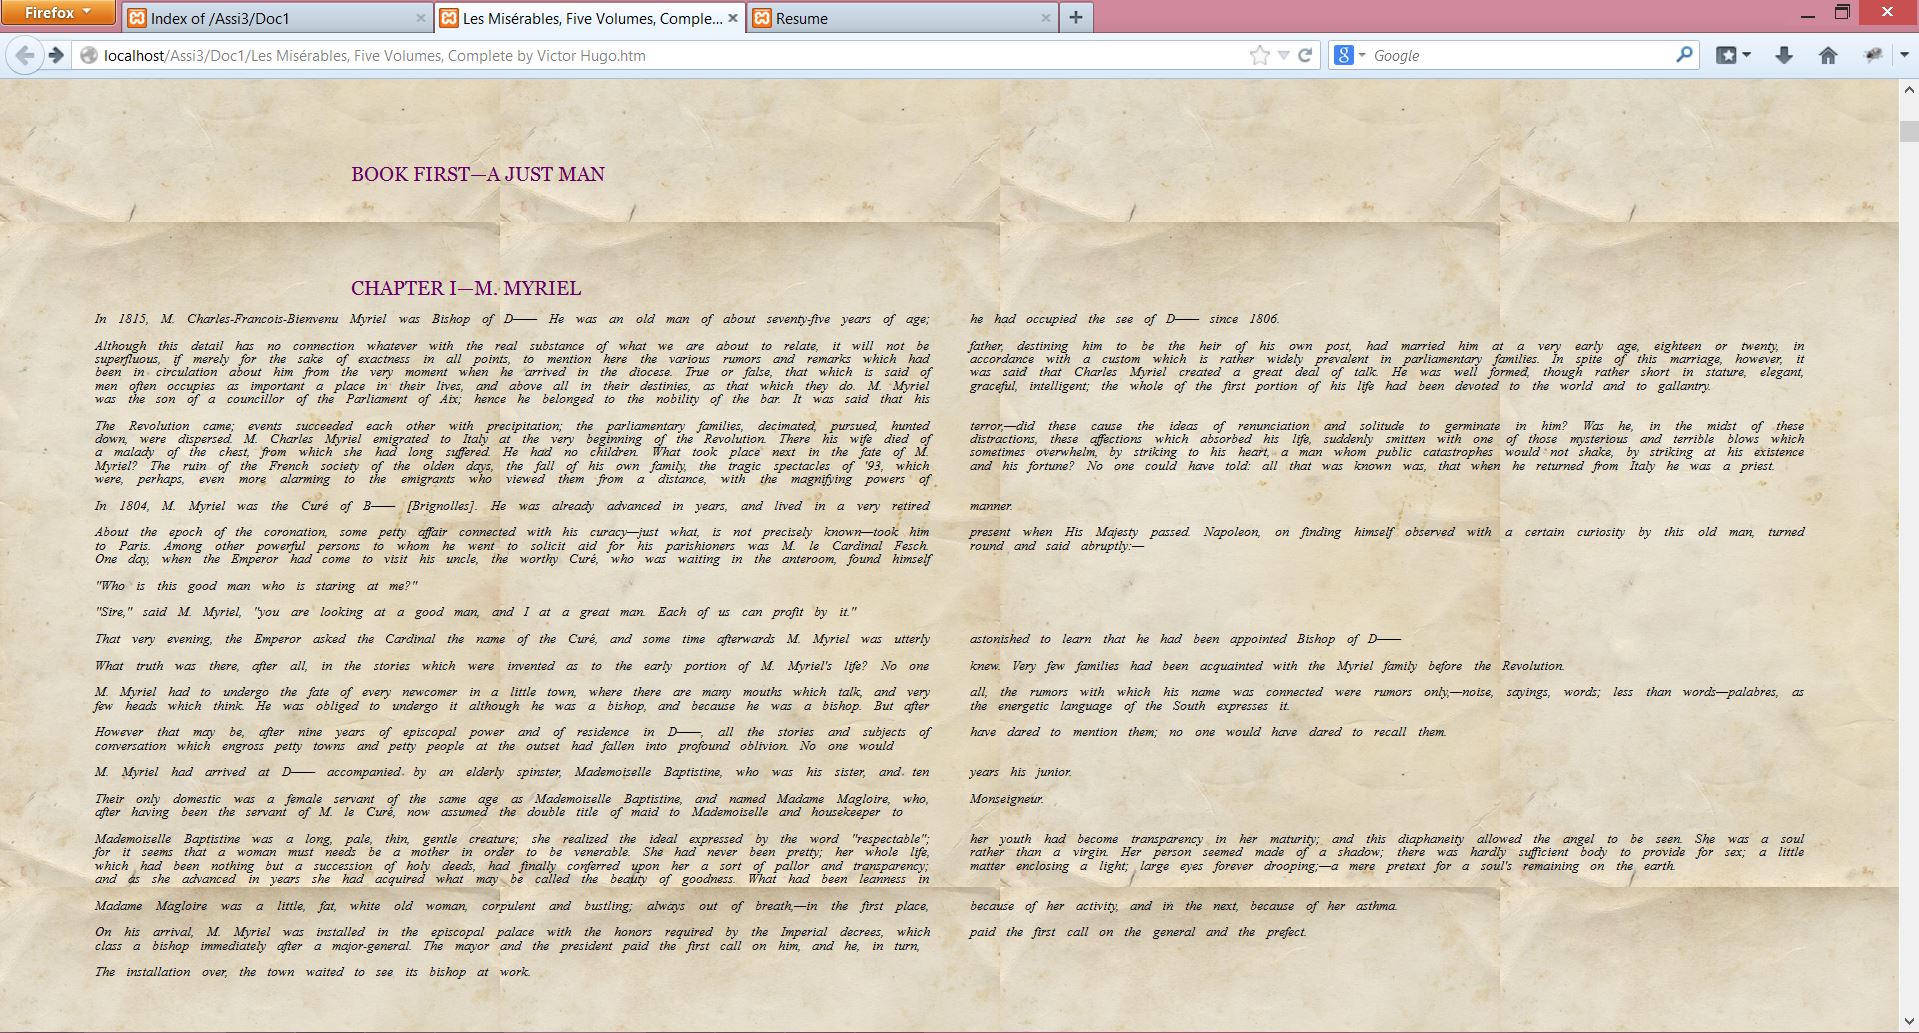 Firefox
Index of /Assi3/Doc1
Les Misérables, Five Volumes, Comple...
Resume
localhost/Assi3/Doc1/Les Misérables, Five Volumes, Complete by Victor Hugo.htm
Google
BOOK FIRST—A JUST MAN
CHAPTER I—M. MYRIEL
In 1815, M. Charles-Francois-Bienvenu Myriel was Bishop of D—— He was an old man of about seventy-five years of age;
he had occupied the see of D—— since 1806.
Although this detail has no connection whatever with the real substance of what we are about to relate, it will not be
superfluous, if merely for the sake of exactness in all points, to mention here the various rumors and remarks which had
been in circulation about him from the very moment when he arrived in the diocese. True or false, that which is said of
men often occupies as important a place in their lives, and above all in their destinies, as that which they do. M. Myriel
was the son of a councillor of the Parliament of Aix; hence he belonged to the nobility of the bar. It was said that his
father, destining him to be the heir of his own post, had married him at a very early age, eighteen or twenty, in
accordance with a custom which is rather widely prevalent in parliamentary families. In spite of this marriage, however, it
was said that Charles Myriel created a great deal of talk. He was well formed, though rather short in stature, elegant,
graceful, intelligent; the whole of the first portion of his life had been devoted to the world and to gallantry.
The Revolution came; events succeeded each other with precipitation; the parliamentary families, decimated, pursued, hunted
down, were dispersed. M. Charles Myriel emigrated to Italy at the very beginning of the Revolution. There his wife died of
a malady of the chest, from which she had long suffered. He had no children. What took place next in the fate of M.
Myriel? The ruin of the French society of the olden days, the fall of his own family, the tragic spectacles of '93, which
were, perhaps, even more alarming to the emigrants who viewed them from a distance, with the magnifying powers of
terror,—did these cause the ideas of renunciation and solitude to germinate in him? Was he, in the midst of these
distractions, these affections which absorbed his life, suddenly smitten with one of those mysterious and terrible blows which
sometimes overwhelm, by striking to his heart, a man whom public catastrophes would not shake, by striking at his existence
and his fortune? No one could have told: all that was known was, that when he returned from Italy he was a priest.
In 1804, M. Myriel was the Curé of B—— [Brignolles]. He was already advanced in years, and lived in a very retired
manner.
About the epoch of the coronation, some petty affair connected with his curacy—just what, is not precisely known—took him
to Paris. Among other powerful persons to whom he went to solicit aid for his parishioners was M. le Cardinal Fesch.
One day, when the Emperor had come to visit his uncle, the worthy Curé, who was waiting in the anteroom, found himself
present when His Majesty passed. Napoleon, on finding himself observed with a certain curiosity by this old man, turned
round and said abruptly:—
"Who is this good man who is staring at me?"
"Sire," said M. Myriel, "you are looking at a good man, and I at a great man. Each of us can profit by it."
That very evening, the Emperor asked the Cardinal the name of the Curé, and some time afterwards M. Myriel was utterly
astonished to learn that he had been appointed Bishop of D——
What truth was there, after all, in the stories which were invented as to the early portion of M. Myriel's life? No one
knew. Very few families had been acquainted with the Myriel family before the Revolution.
M. Myriel had to undergo the fate of every newcomer in a little town, where there are many mouths which talk, and very
few heads which think. He was obliged to undergo it although he was a bishop, and because he was a bishop. But after
all, the rumors with which his name was connected were rumors only,—noise, sayings, words; less than words—palabres, as
the energetic language of the South expresses it.
However that may be, after nine years of episcopal power and of residence in D——, all the stories and subjects of
conversation which engross petty towns and petty people at the outset had fallen into profound oblivion. No one would
have dared to mention them; no one would have dared to recall them.
M. Myriel had arrived at D—— accompanied by an elderly spinster, Mademoiselle Baptistine, who was his sister, and ten
years his junior.
Their only domestic was a female servant of the same age as Mademoiselle Baptistine, and named Madame Magloire, who,
after having been the servant of M. le Curé, now assumed the double title of maid to Mademoiselle and housekeeper to
Monseigneur.
Mademoiselle Baptistine was a long, pale, thin, gentle creature; she realized the ideal expressed by the word "respectable";
for it seems that a woman must needs be a mother in order to be venerable. She had never been pretty; her whole life,
which had been nothing but a succession of holy deeds, had finally conferred upon her a sort of pallor and transparency;
and as she advanced in years she had acquired what may be called the beauty of goodness. What had been leanness in
her youth had become transparency in her maturity; and this diaphaneity allowed the angel to be seen. She was a soul
rather than a virgin. Her person seemed made of a shadow; there was hardly sufficient body to provide for sex; a little
matter enclosing a light; large eyes forever drooping;—a mere pretext for a soul's remaining on the earth.
Madame Magloire was a little, fat, white old woman, corpulent and bustling; always out of breath,—in the first place,
because of her activity, and in the next, because of her asthma.
On his arrival, M. Myriel was installed in the episcopal palace with the honors required by the Imperial decrees, which
class a bishop immediately after a major-general. The mayor and the president paid the first call on him, and he, in turn,
paid the first call on the general and the prefect.
The installation over, the town waited to see its bishop at work.